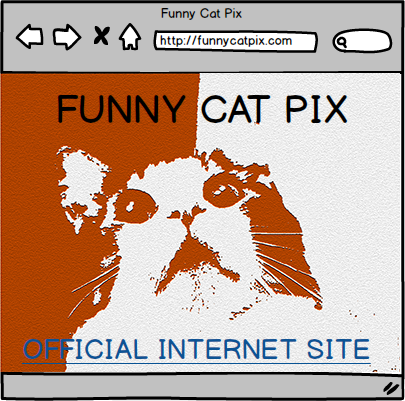 Funny Cat Pix
http://funnycatpix.com
FUNNY CAT PIX
OFFICIAL INTERNET SITE